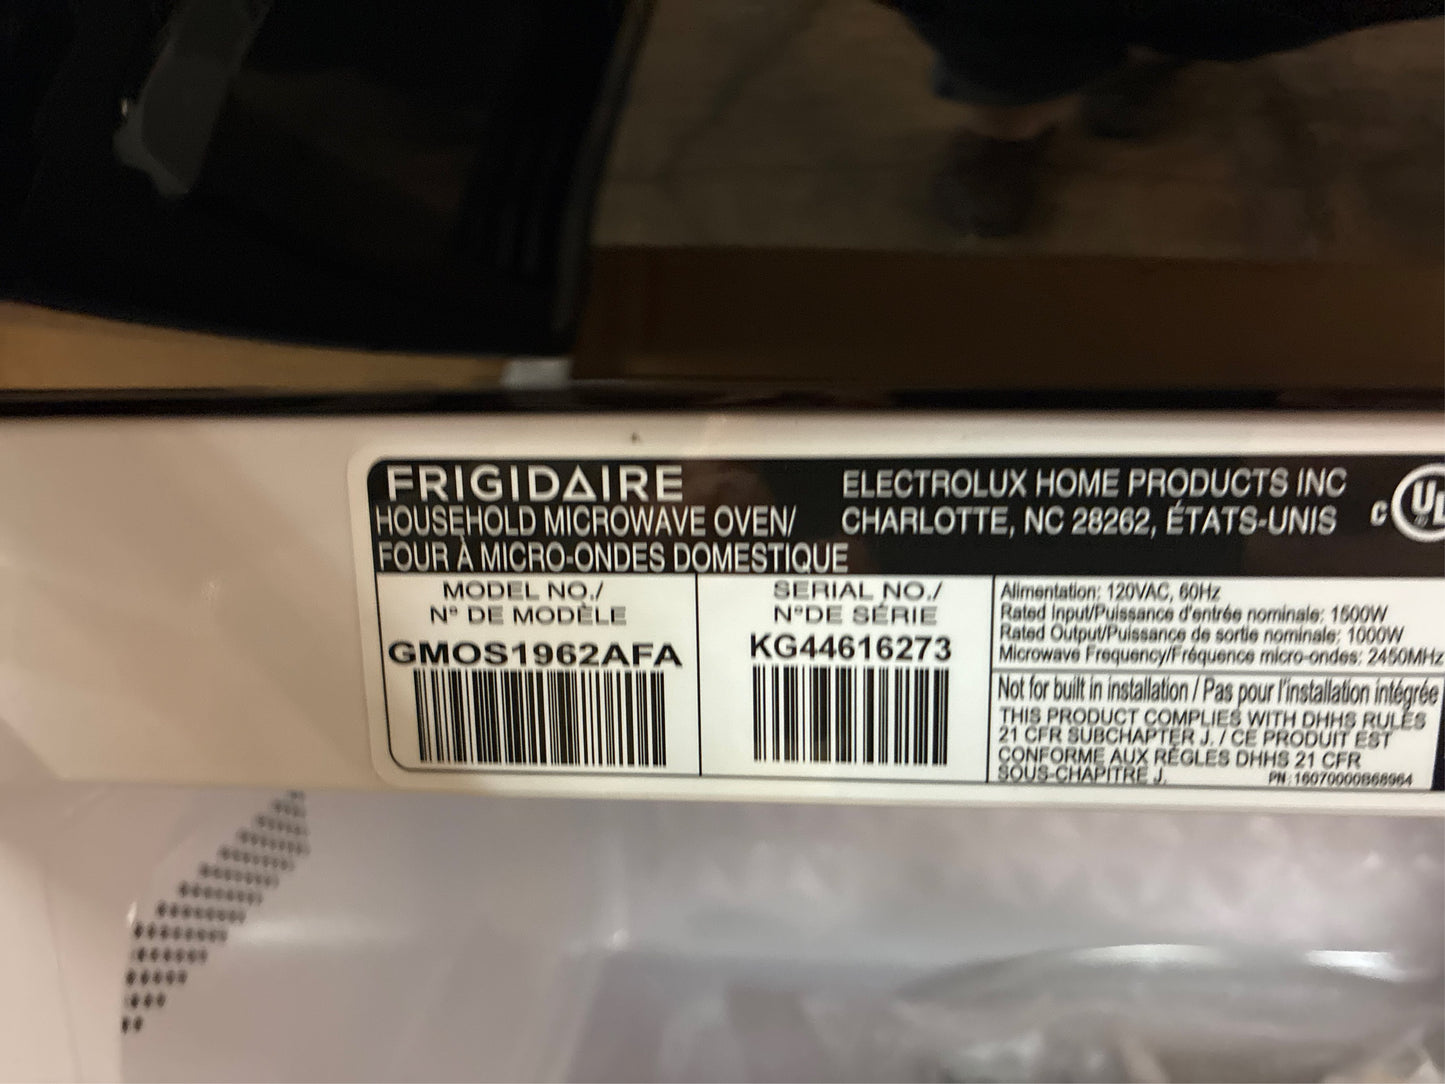 FRIGIDAIRE
HOUSEHOLD MICROWAVE OVEN/
FOUR À MICRO-ONDES DOMESTIQUE
ELECTROLUX HOME PRODUCTS INC
CHARLOTTE, NC 28262, ÉTATS-UNIS
C UL
MODEL NO./
N° DE MODÈLE
GMOS1962AFA
SERIAL NO./
N°DE SÉRIE
KG44616273
Alimentation: 120VAC, 60Hz
Rated Input/Puissance d'entrée nominale: 1500W
Rated Output/Puissance de sortie nominale: 1000W
Microwave Frequency/Fréquence micro-ondes: 2450MHz
Not for built in installation / Pas pour l'installation intégrée
THIS PRODUCT COMPLIES WITH DHHS RULES
21 CFR SUBCHAPTER J. / CE PRODUIT EST
CONFORME AUX RÈGLES DHHS 21 CFR
SOUS-CHAPITRE J.
PN: 16070000B68964